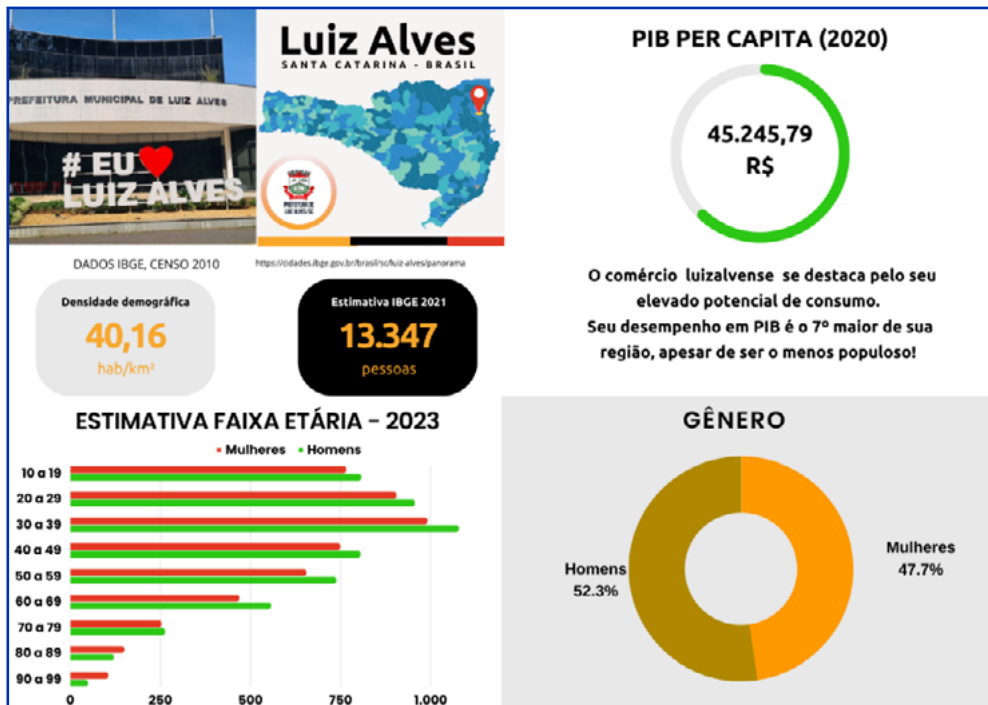 PREFEITURA MUNICIPAL DE LUIZ ALVES
# EU
LUIZ ALVES
Luiz Alves
SANTA CATARINA - BRASIL
PREFEITURA DE
LUIZ ALVES/SC
DADOS IBGE, CENSO 2010
https://cidades.ibge.gov.br/brasil/sc/luiz-alves/panorama
Densidade demográfica
40,16
hab/km²
Estimativa IBGE 2021
13.347
pessoas
PIB PER CAPITA (2020)
45.245,79
R$
O comércio luizalvense se destaca pelo seu
elevado potencial de consumo.
Seu desempenho em PIB é o 7º maior de sua
região, apesar de ser o menos populoso!
ESTIMATIVA FAIXA ETÁRIA - 2023
Mulheres Homens
10 a 19
20 a 29
30 a 39
40 a 49
50 a 59
60 a 69
70 a 79
80 a 89
90 a 99
0 250 500 750 1.000
GÊNERO
Homens
52.3%
Mulheres
47.7%